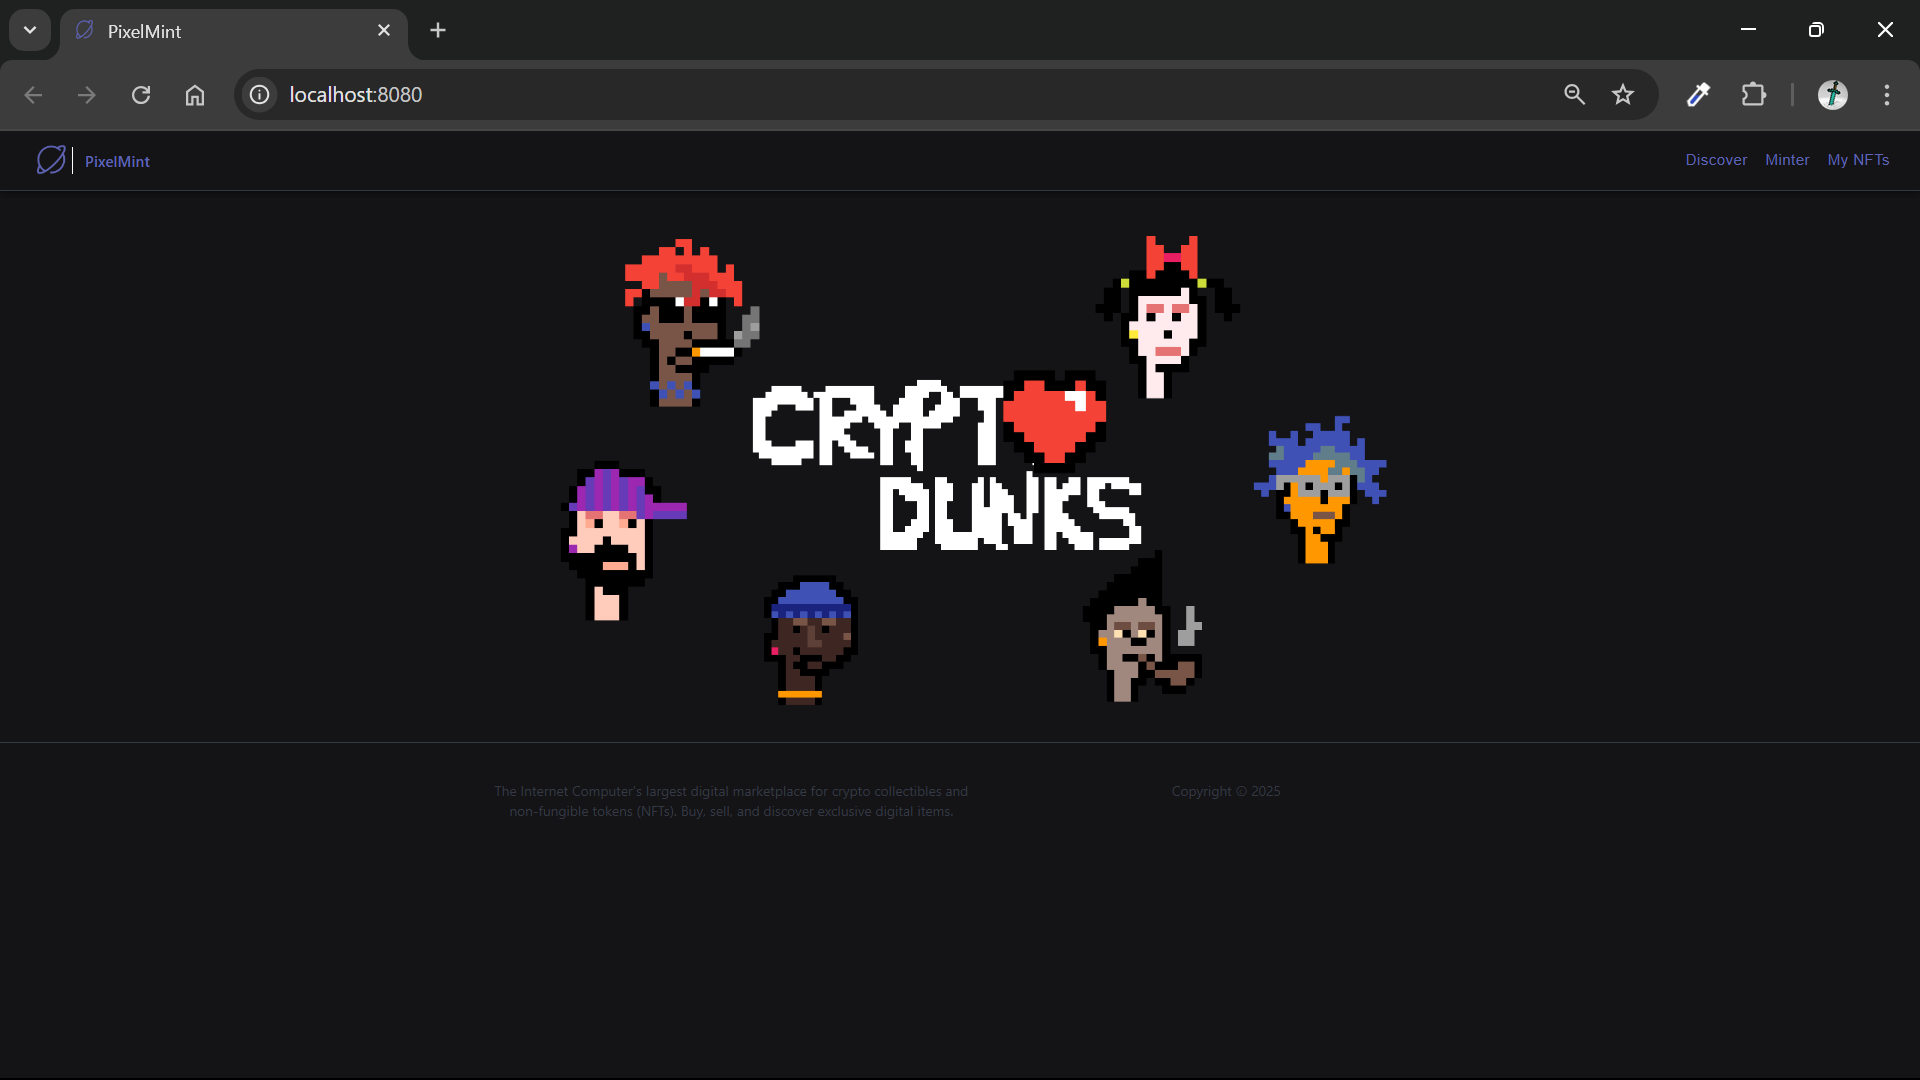 PixelMint
localhost:8080
PixelMint
Discover Minter My NFTs
CRYPT
DUNKS
The Internet Computer's largest digital marketplace for crypto collectibles and
non-fungible tokens (NFTs). Buy, sell, and discover exclusive digital items.
Copyright © 2025